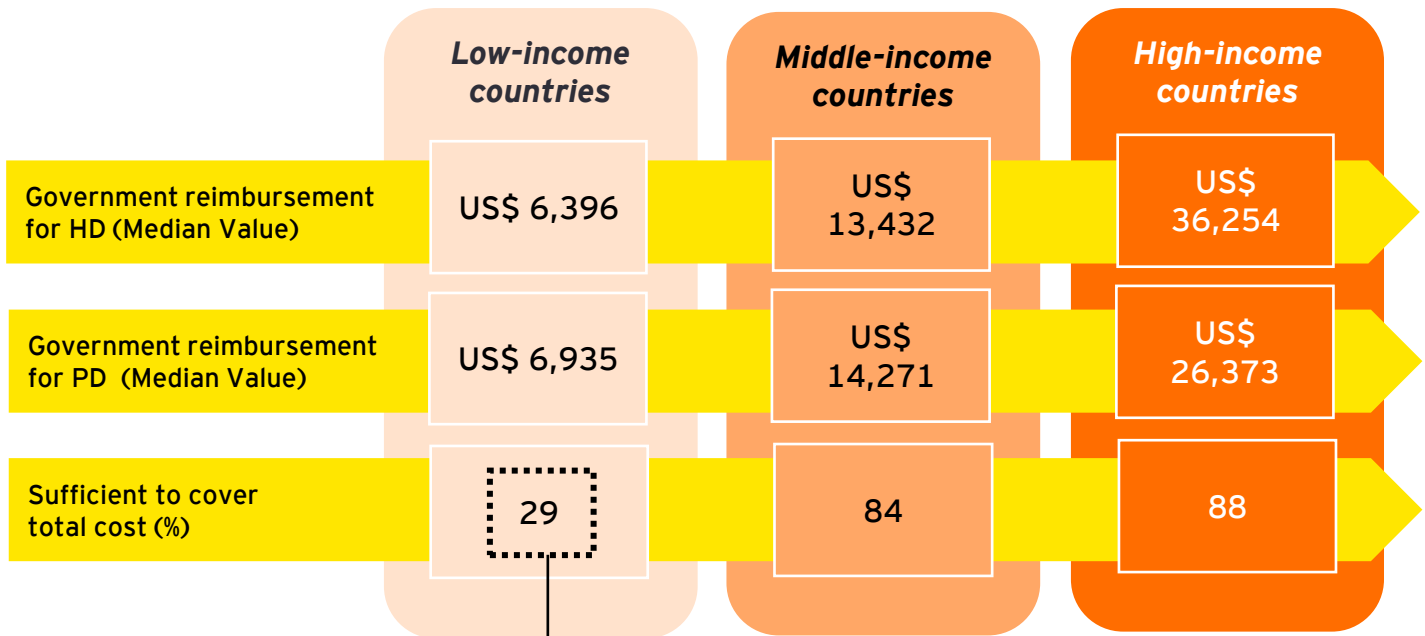 Low-income
countries
Middle-income
countries
High-income
countries
Government reimbursement
for HD (Median Value)
US$ 6,396
US$
13,432
US$
36,254
Government reimbursement
for PD (Median Value)
US$ 6,935
US$
14,271
US$
26,373
Sufficient to cover
total cost (%)
29
84
88